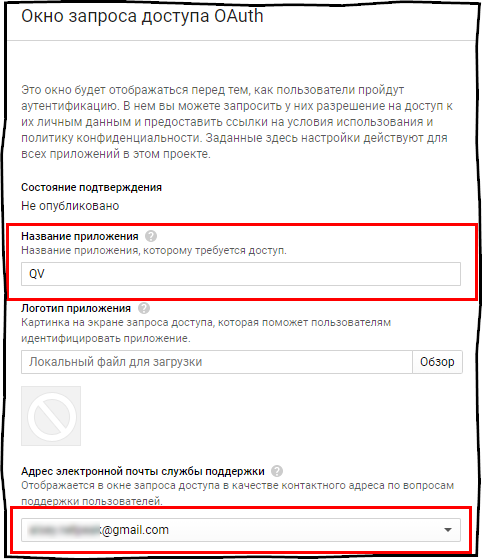 Окно запроса доступа OAuth
Это окно будет отображаться перед тем, как пользователи пройдут
аутентификацию. В нем вы можете запросить у них разрешение на доступ к
их личным данным и предоставить ссылки на условия использования и
политику конфиденциальности. Заданные здесь настройки действуют для
всех приложений в этом проекте.
Состояние подтверждения
Не опубликовано
Название приложения ?
Название приложения, которому требуется доступ.
QV
Логотип приложения ?
Картинка на экране запроса доступа, которая поможет пользователям
идентифицировать приложение.
Локальный файл для загрузки Обзор
Адрес электронной почты службы поддержки ?
Отображается в окне запроса доступа в качестве контактного адреса по вопросам
поддержки пользователей.
@gmail.com